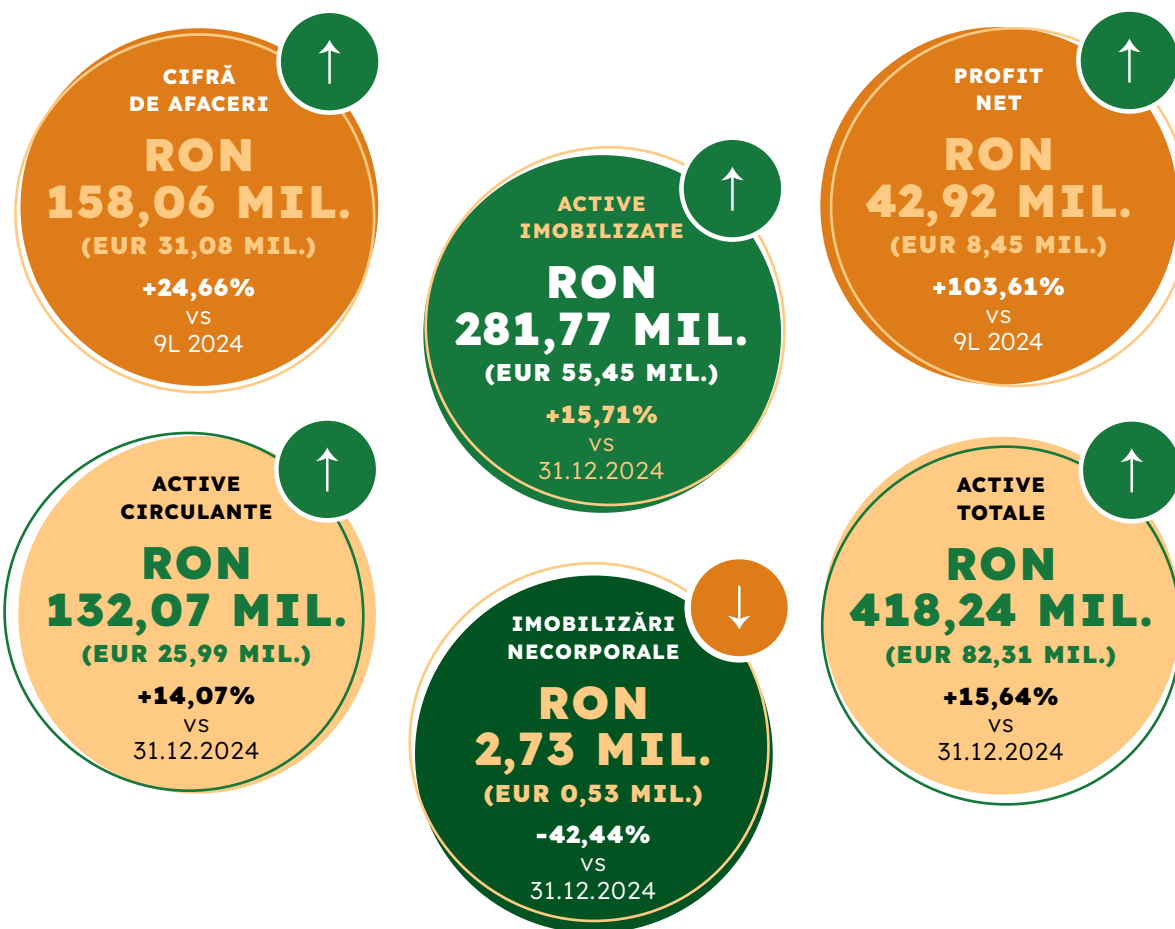 CIFRĂ
DE AFACERI
RON
158,06 MIL.
(EUR 31,08 MIL.)
+24,66%
VS
9L 2024
ACTIVE
IMOBILIZATE
RON
281,77 MIL.
(EUR 55,45 MIL.)
+15,71%
VS
31.12.2024
PROFIT
NET
RON
42,92 MIL.
(EUR 8,45 MIL.)
+103,61%
VS
9L 2024
ACTIVE
CIRCULANTE
RON
132,07 MIL.
(EUR 25,99 MIL.)
+14,07%
VS
31.12.2024
IMOBILIZĂRI
NECORPORALE
RON
2,73 MIL.
(EUR 0,53 MIL.)
-42,44%
VS
31.12.2024
ACTIVE
TOTALE
RON
418,24 MIL.
(EUR 82,31 MIL.)
+15,64%
VS
31.12.2024